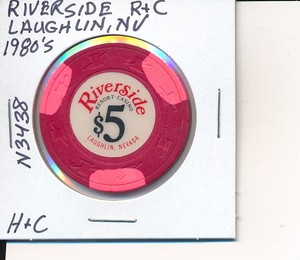 RIVERSIDE R+C
LAUGHLIN, NV
1980'S
Riverside
RESORT-CASINO
$5
LAUGHLIN, NEVADA
N3438
H+C